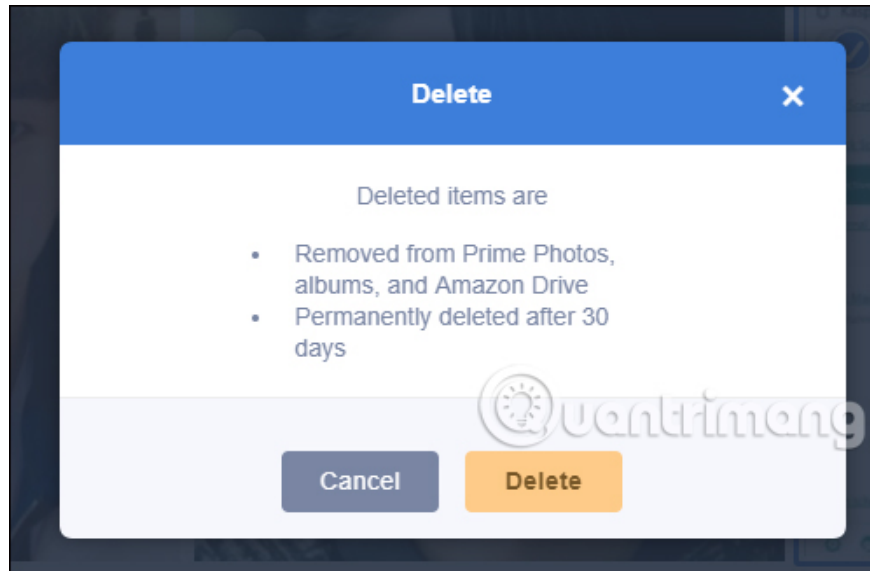 Delete
Deleted items are
• Removed from Prime Photos,
albums, and Amazon Drive
• Permanently deleted after 30
days
Quantrimang
Cancel
Delete